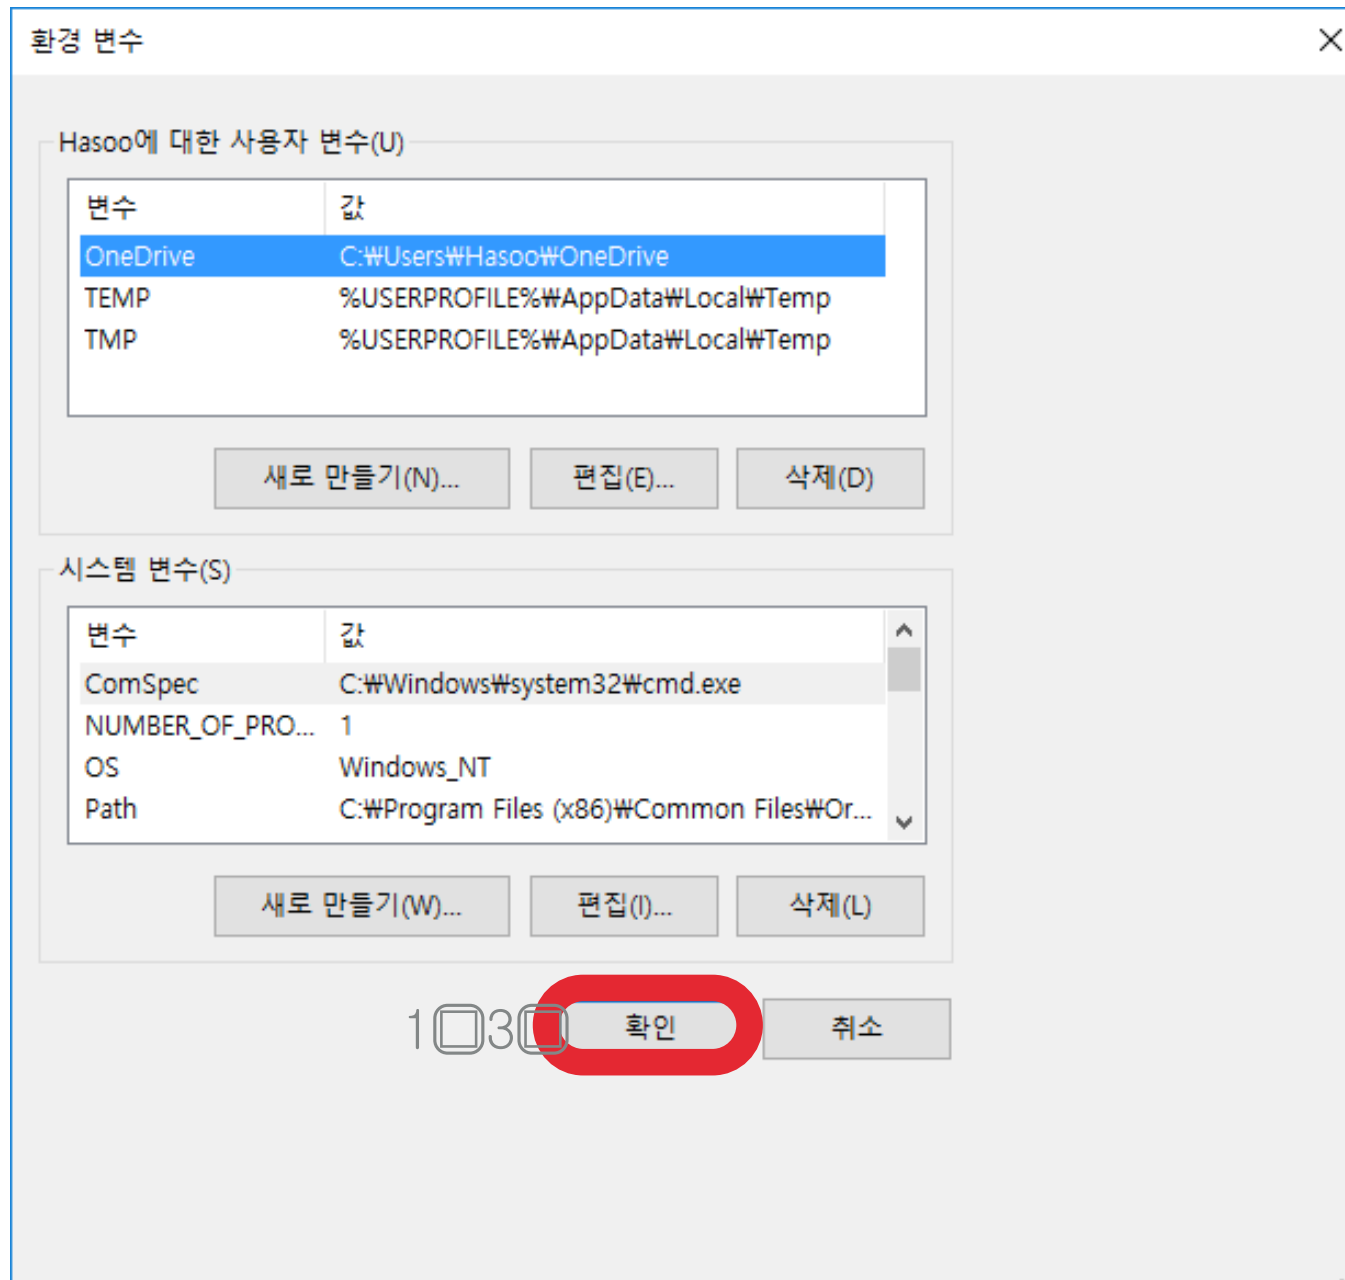 환경 변수
Hasoo에 대한 사용자 변수(U)
변수 값
OneDrive C:₩Users₩Hasoo₩OneDrive
TEMP %USERPROFILE%₩AppData₩Local₩Temp
TMP %USERPROFILE%₩AppData₩Local₩Temp
새로 만들기(N)... 편집(E)... 삭제(D)
시스템 변수(S)
변수 값
ComSpec C:₩Windows₩system32₩cmd.exe
NUMBER_OF_PRO... 1
OS Windows_NT
Path C:₩Program Files (x86)₩Common Files₩Or...
새로 만들기(W)... 편집(I)... 삭제(L)
1□3□ 확인 취소